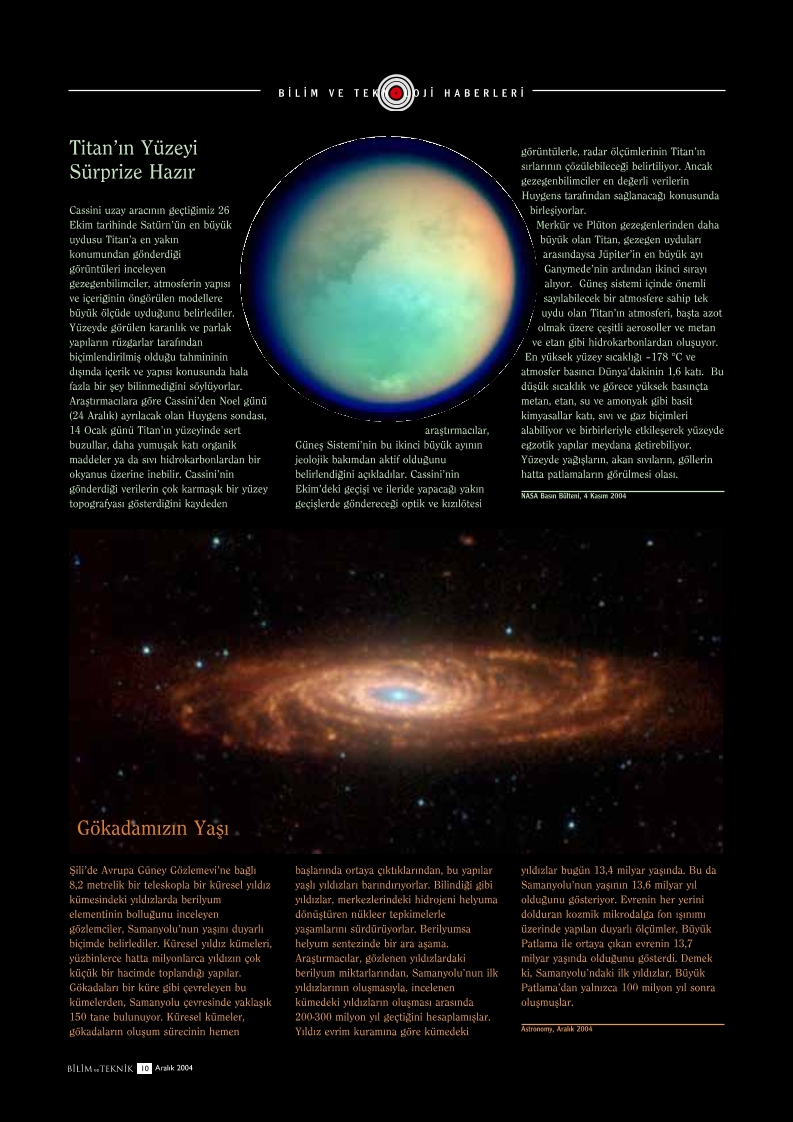 BİLİM VE TEKNOLOJİ HABERLERİ
Titan’ın Yüzeyi
Sürprize Hazır
Cassini uzay aracının geçtiğimiz 26
Ekim tarihinde Satürn’ün en büyük
uydusu Titan’a en yakın
konumundan gönderdiği
görüntüleri inceleyen
gezegenbilimciler, atmosferin yapısı
ve içeriğinin öngörülen modellere
büyük ölçüde uyduğunu belirlediler.
Yüzeyde görülen karanlık ve parlak
yapıların rüzgarlar tarafından
biçimlendirilmiş olduğu tahmininin
dışında içerik ve yapısı konusunda hala
fazla bir şey bilinmediğini söylüyorlar.
Araştırmacılara göre Cassini’den Noel günü
(24 Aralık) ayrılacak olan Huygens sondası,
14 Ocak günü Titan’ın yüzeyinde sert
buzullar, daha yumuşak katı organik
maddeler ya da sıvı hidrokarbonlardan bir
okyanus üzerine inebilir. Cassini’nin
gönderdiği verilerin çok karmaşık bir yüzey
topografyası gösterdiğini kaydeden
araştırmacılar,
Güneş Sistemi’nin bu ikinci büyük ayının
jeolojik bakımdan aktif olduğunu
belirlendiğini açıkladılar. Cassini’nin
Ekim’deki geçişi ve ileride yapacağı yakın
geçişlerde göndereceği optik ve kızılötesi
görüntülerle, radar ölçümlerinin Titan’ın
sırlarının çözülebileceği belirtiliyor. Ancak
gezegenbilimciler en değerli verilerin
Huygens tarafından sağlanacağı konusunda
birleşiyorlar.
Merkür ve Plüton gezegenlerinden daha
büyük olan Titan, gezegen uyduları
arasındaysa Jüpiter’in en büyük ayı
Ganymede’nin ardından ikinci sırayı
alıyor. Güneş sistemi içinde önemli
sayılabilecek bir atmosfere sahip tek
uydu olan Titan’ın atmosferi, başta azot
olmak üzere çeşitli aerosoller ve metan
ve etan gibi hidrokarbonlardan oluşuyor.
En yüksek yüzey sıcaklığı –178 °C ve
atmosfer basıncı Dünya’dakinin 1,6 katı. Bu
düşük sıcaklık ve görece yüksek basınçta
metan, etan, su ve amonyak gibi basit
kimyasallar katı, sıvı ve gaz biçimleri
alabiliyor ve birbirleriyle etkileşerek yüzeyde
egzotik yapılar meydana getirebiliyor.
Yüzeyde yağışların, akan sıvıların, göllerin
hatta patlamaların görülmesi olası.
NASA Basın Bülteni, 4 Kasım 2004
Gökadamızın Yaşı
Şili’de Avrupa Güney Gözlemevi’ne bağlı
8,2 metrelik bir teleskopla bir küresel yıldız
kümesindeki yıldızlarda berilyum
elementinin bolluğunu inceleyen
gözlemciler, Samanyolu’nun yaşını duyarlı
biçimde belirlediler. Küresel yıldız kümeleri,
yüzbinlerce hatta milyonlarca yıldızın çok
küçük bir hacimde toplandığı yapılar.
Gökadaları bir küre gibi çevreleyen bu
kümelerden, Samanyolu çevresinde yaklaşık
150 tane bulunuyor. Küresel kümeler,
gökadaların oluşum sürecinin hemen
başlarında ortaya çıktıklarından, bu yapılar
yaşlı yıldızları barındırıyorlar. Bilindiği gibi
yıldızlar, merkezlerindeki hidrojeni helyuma
dönüştüren nükleer tepkimelerle
yaşamlarını sürdürüyorlar. Berilyumsa
helyum sentezinde bir ara aşama.
Araştırmacılar, gözlenen yıldızlardaki
berilyum miktarlarından, Samanyolu’nun ilk
yıldızlarının oluşmasıyla, incelenen
kümedeki yıldızların oluşması arasında
200-300 milyon yıl geçtiğini hesaplamışlar.
Yıldız evrim kuramına göre kümedeki
yıldızlar bugün 13,4 milyar yaşında. Bu da
Samanyolu’nun yaşının 13,6 milyar yıl
olduğunu gösteriyor. Evrenin her yerini
dolduran kozmik mikrodalga fon ışınımı
üzerinde yapılan duyarlı ölçümler, Büyük
Patlama ile ortaya çıkan evrenin 13,7
milyar yaşında olduğunu gösterdi. Demek
ki, Samanyolu’ndaki ilk yıldızlar, Büyük
Patlama’dan yalnızca 100 milyon yıl sonra
oluşmuşlar.
Astronomy, Aralık 2004
BİLİM ve TEKNİK 10 Aralık 2004